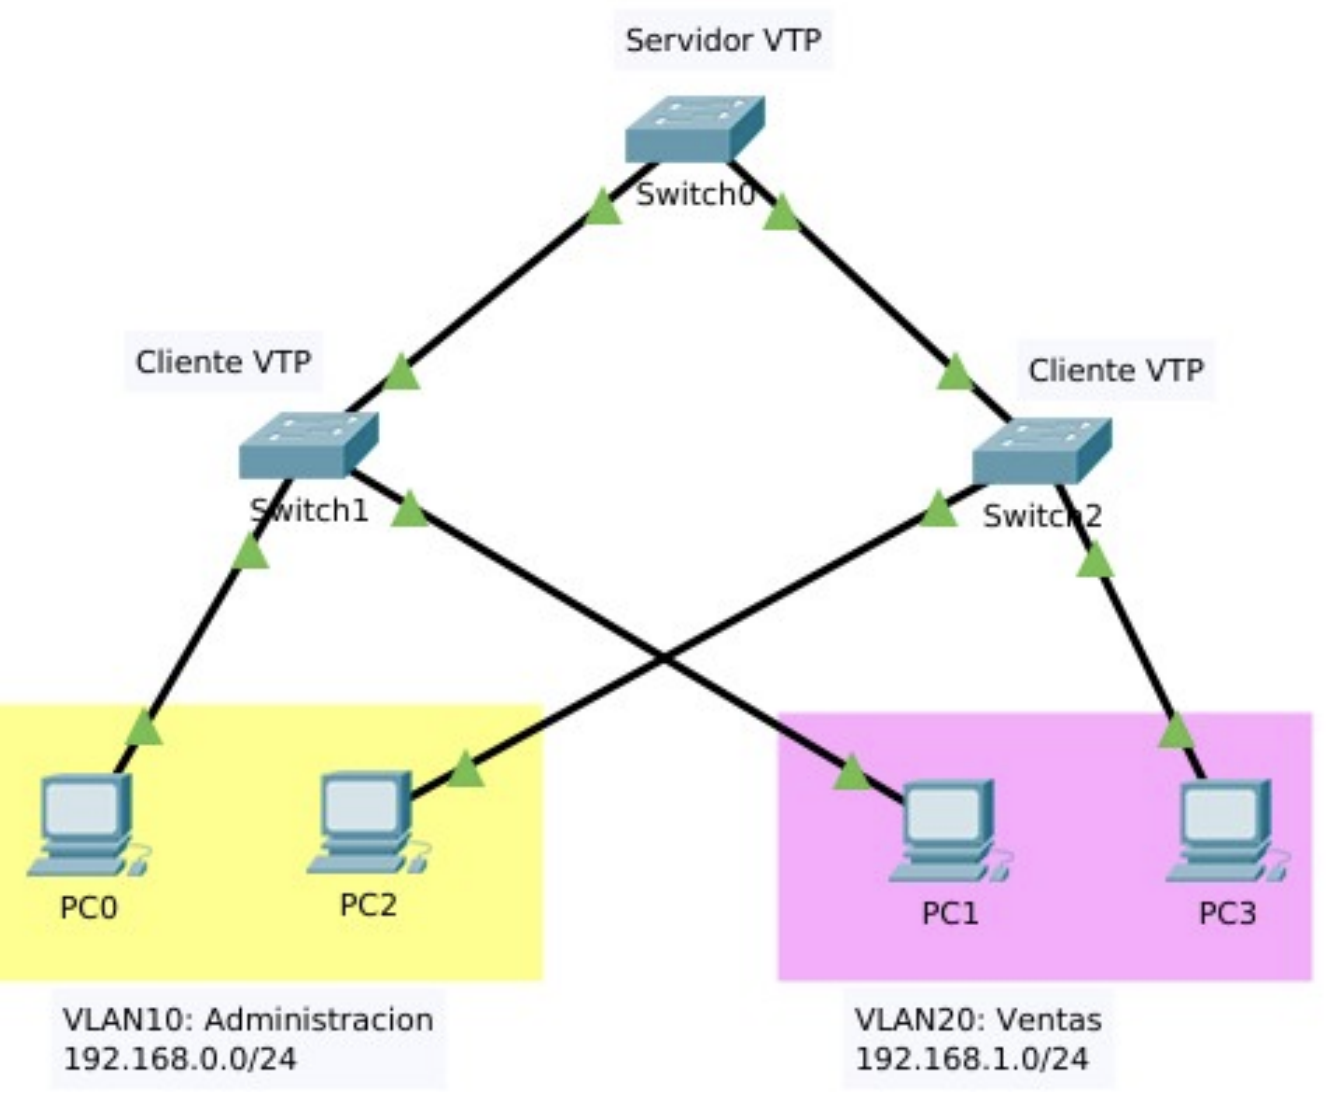 Servidor VTP
Switch0
Cliente VTP
Cliente VTP
Switch1
Switch2
PC0
PC2
PC1
PC3
VLAN10: Administracion
192.168.0.0/24
VLAN20: Ventas
192.168.1.0/24